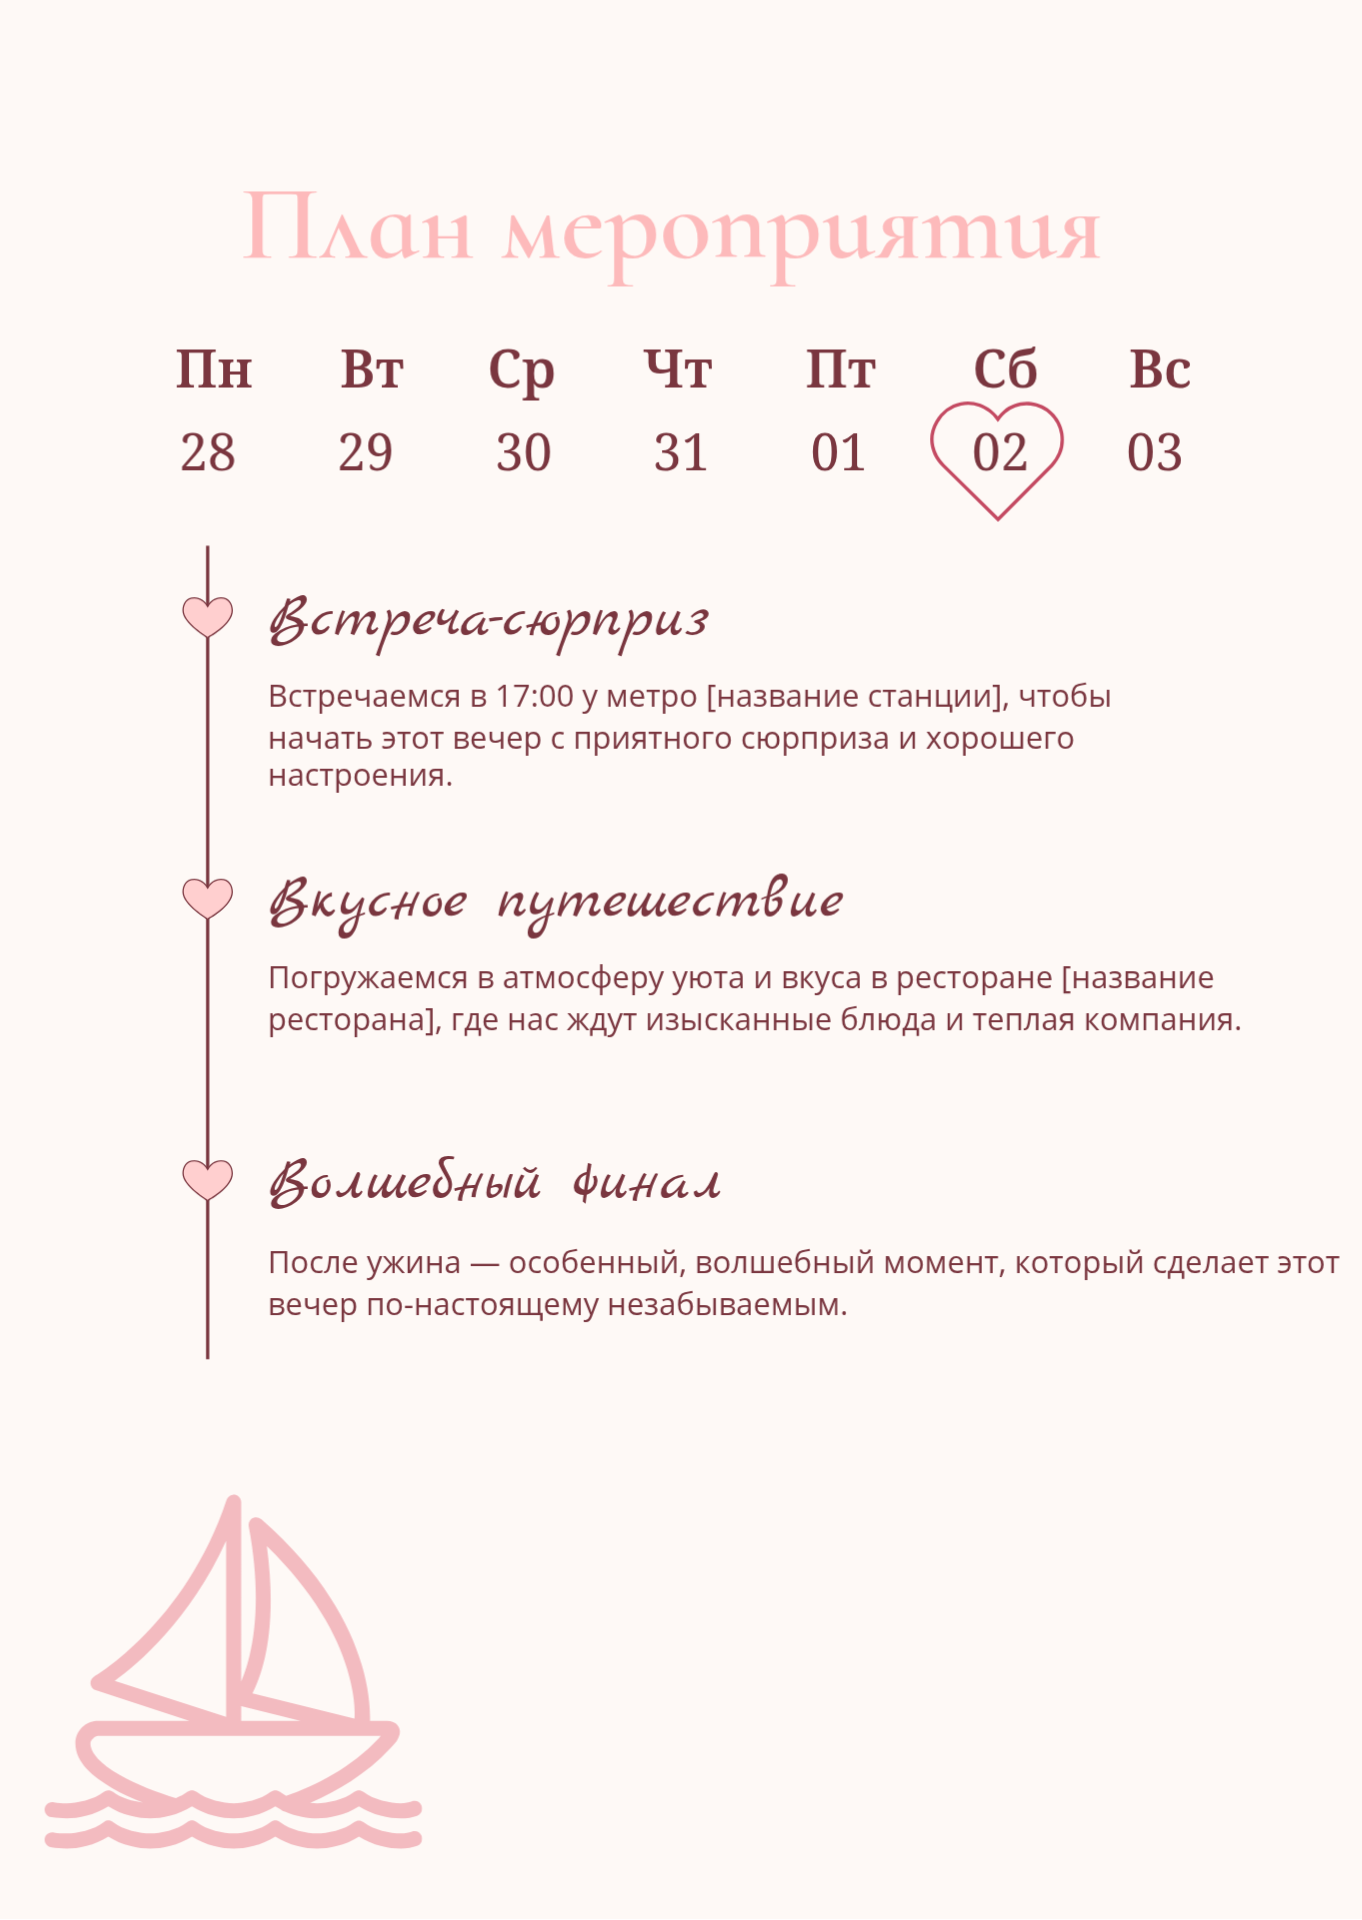 План мероприятия
Пн Вт Ср Чт Пт Сб Вс
28 29 30 31 01 02 03
Встреча-сюрприз
Встречаемся в 17:00 у метро [название станции], чтобы
начать этот вечер с приятного сюрприза и хорошего
настроения.
Вкусное путешествие
Погружаемся в атмосферу уюта и вкуса в ресторане [название
ресторана], где нас ждут изысканные блюда и теплая компания.
Волшебный финал
После ужина — особенный, волшебный момент, который сделает этот
вечер по-настоящему незабываемым.